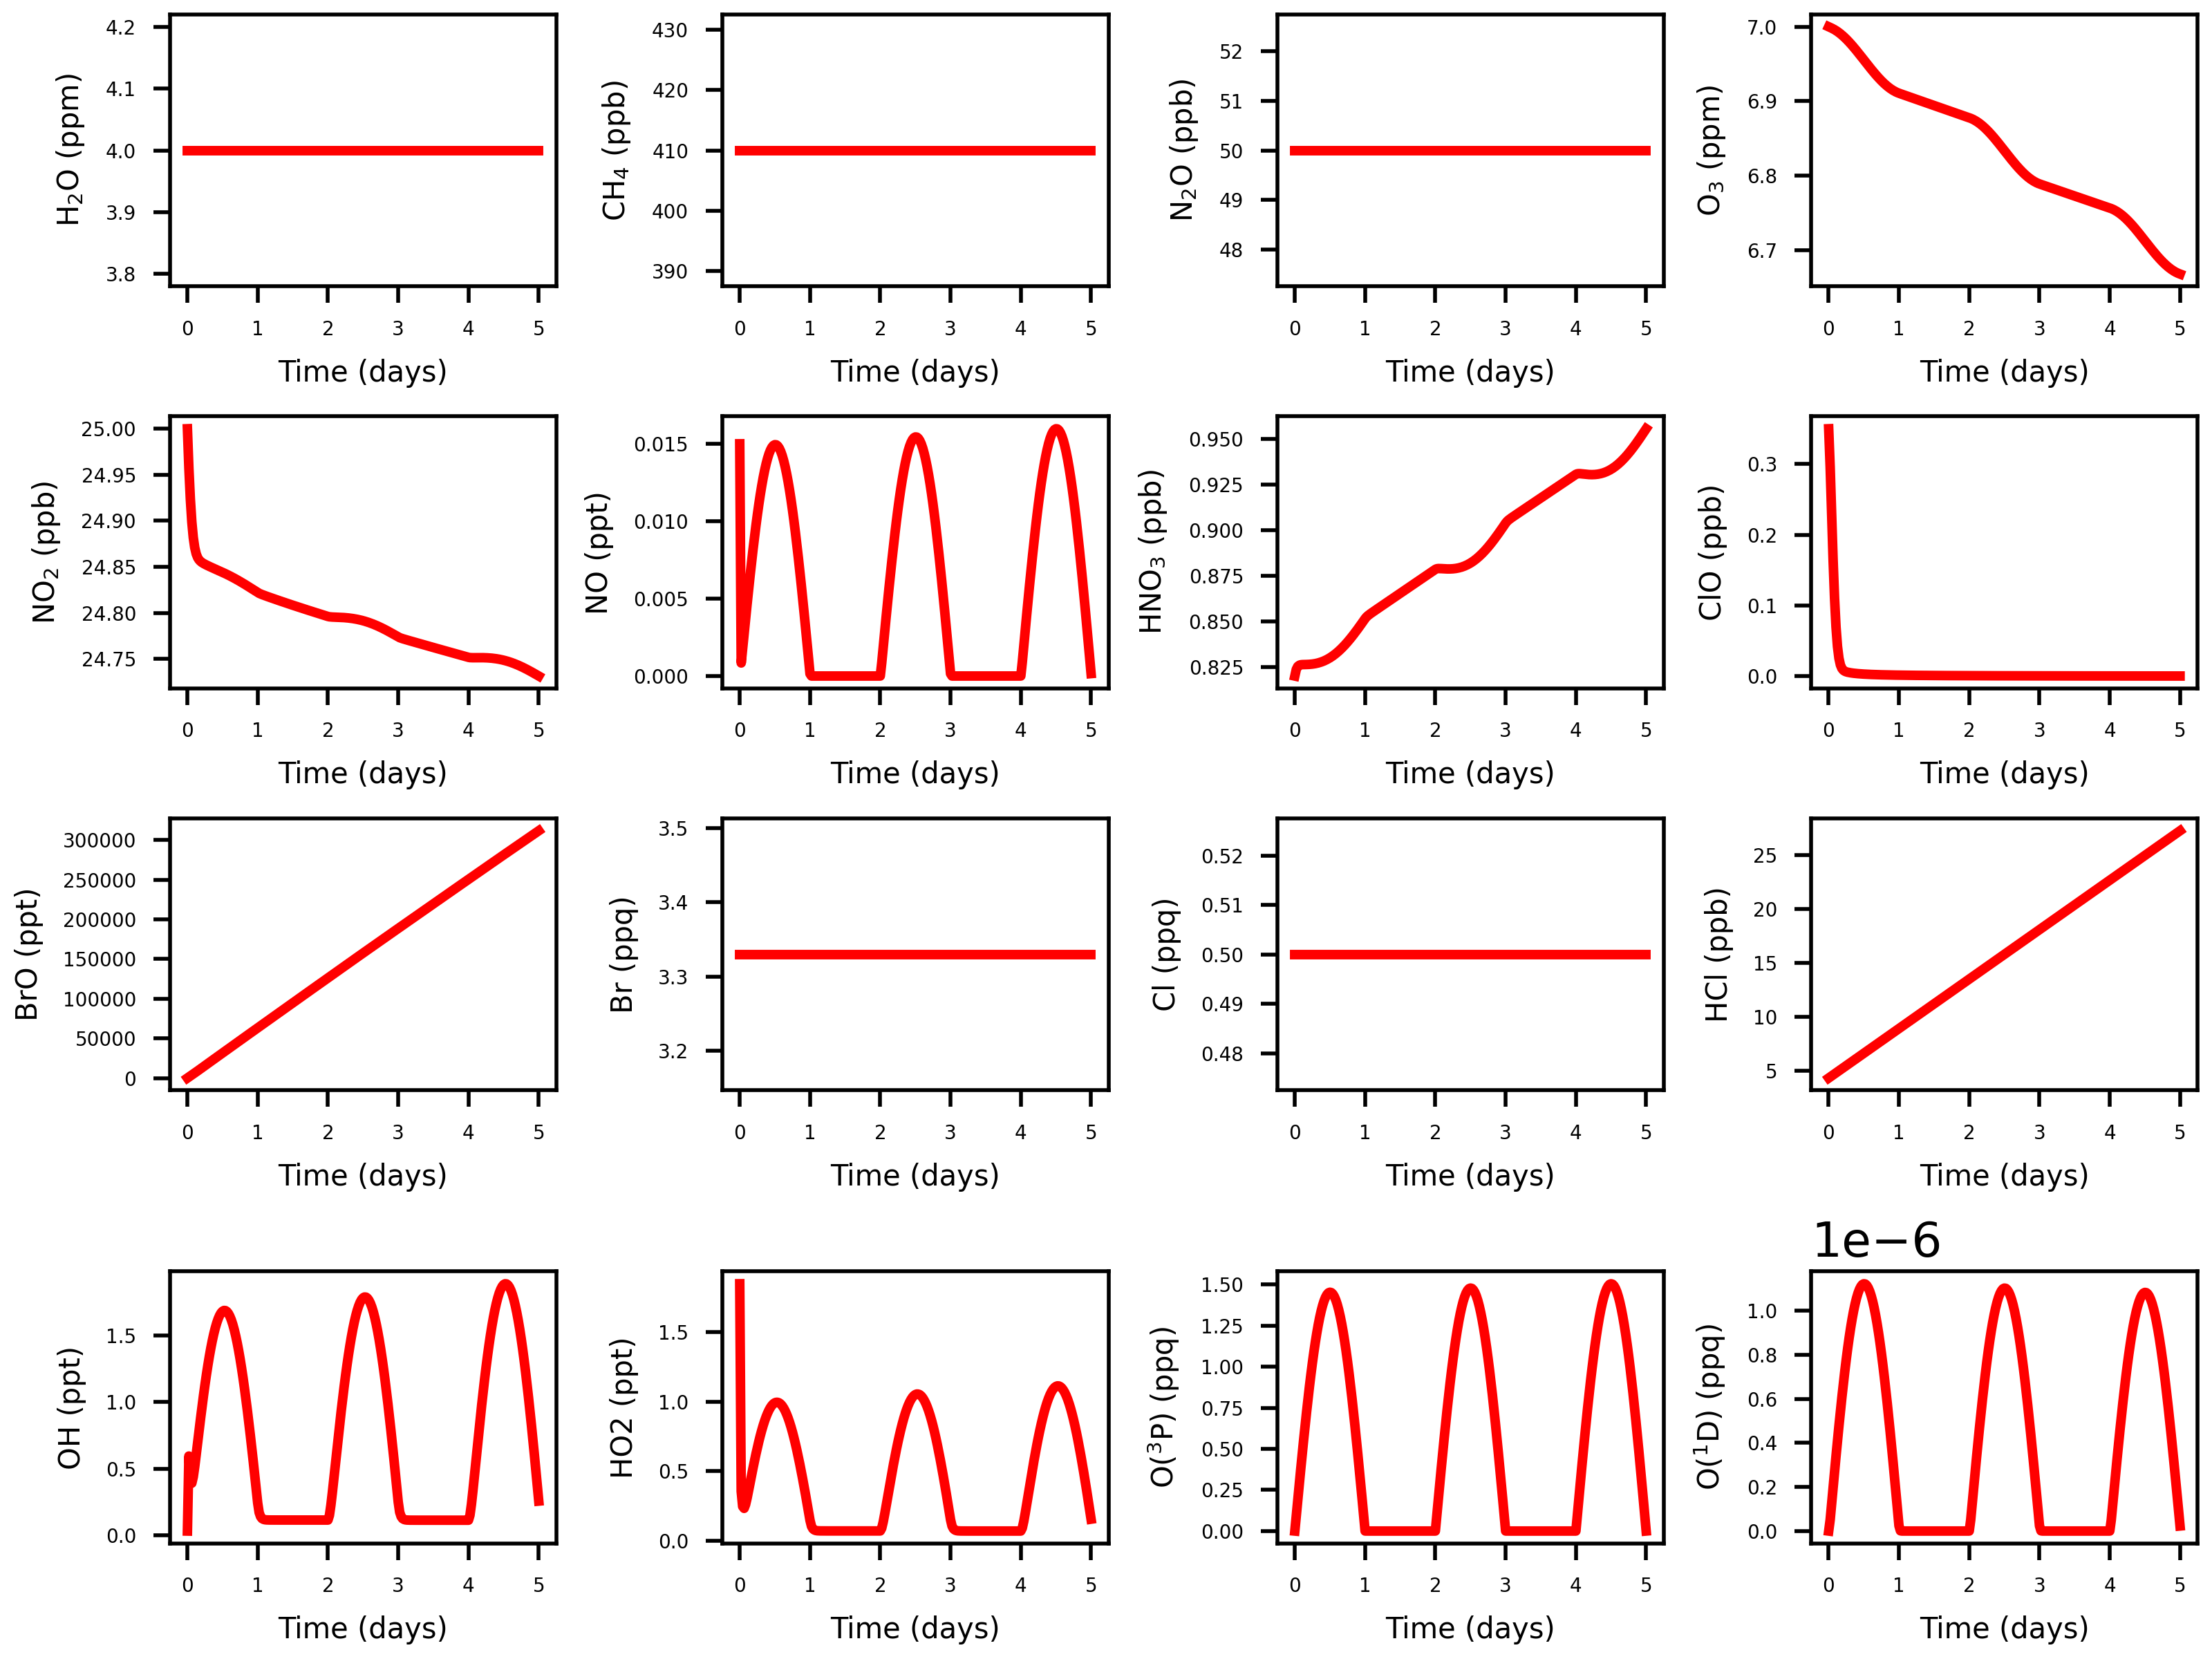 H₂O (ppm)
4.2
4.1
4.0
3.9
3.8
0 1 2 3 4 5
Time (days)
CH₄ (ppb)
430
420
410
400
390
0 1 2 3 4 5
Time (days)
N₂O (ppb)
52
51
50
49
48
0 1 2 3 4 5
Time (days)
O₃ (ppm)
7.0
6.9
6.8
6.7
0 1 2 3 4 5
Time (days)
NO₂ (ppb)
25.00
24.95
24.90
24.85
24.80
24.75
0 1 2 3 4 5
Time (days)
NO (ppt)
0.015
0.010
0.005
0.000
0 1 2 3 4 5
Time (days)
HNO₃ (ppb)
0.950
0.925
0.900
0.875
0.850
0.825
0 1 2 3 4 5
Time (days)
ClO (ppb)
0.3
0.2
0.1
0.0
0 1 2 3 4 5
Time (days)
BrO (ppt)
300000
250000
200000
150000
100000
50000
0
0 1 2 3 4 5
Time (days)
Br (ppq)
3.5
3.4
3.3
3.2
0 1 2 3 4 5
Time (days)
Cl (ppq)
0.52
0.51
0.50
0.49
0.48
0 1 2 3 4 5
Time (days)
HCl (ppb)
25
20
15
10
5
0 1 2 3 4 5
Time (days)
OH (ppt)
1.5
1.0
0.5
0.0
0 1 2 3 4 5
Time (days)
HO2 (ppt)
1.5
1.0
0.5
0.0
0 1 2 3 4 5
Time (days)
O(³P) (ppq)
1.50
1.25
1.00
0.75
0.50
0.25
0.00
0 1 2 3 4 5
Time (days)
1e−6
O(¹D) (ppq)
1.0
0.8
0.6
0.4
0.2
0.0
0 1 2 3 4 5
Time (days)